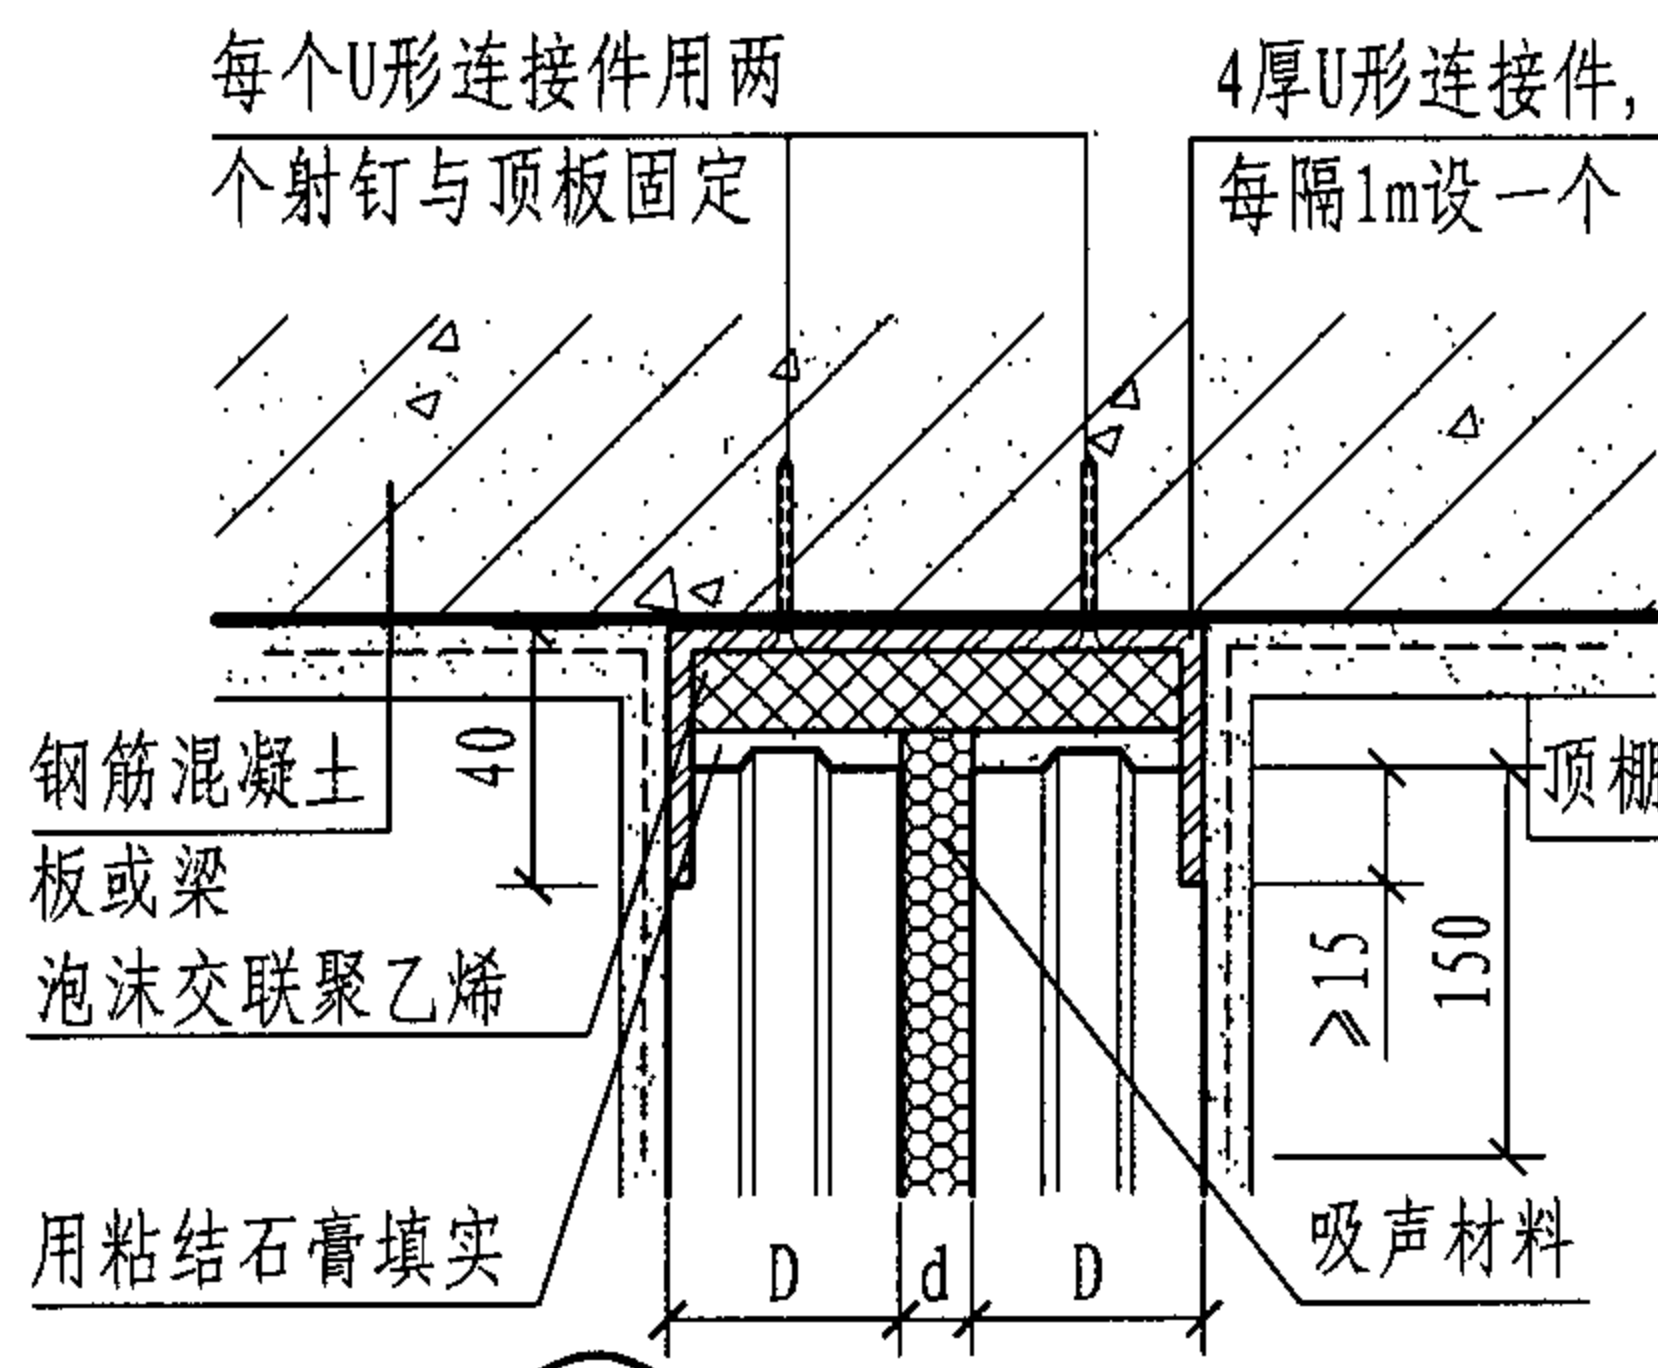 每个U形连接件用两
个射钉与顶板固定
4厚U形连接件,
每隔1m设一个
钢筋混凝土
板或梁
40
顶棚
泡沫交联聚乙烯
≥15
150
用粘结石膏填实
吸声材料
D
d
D